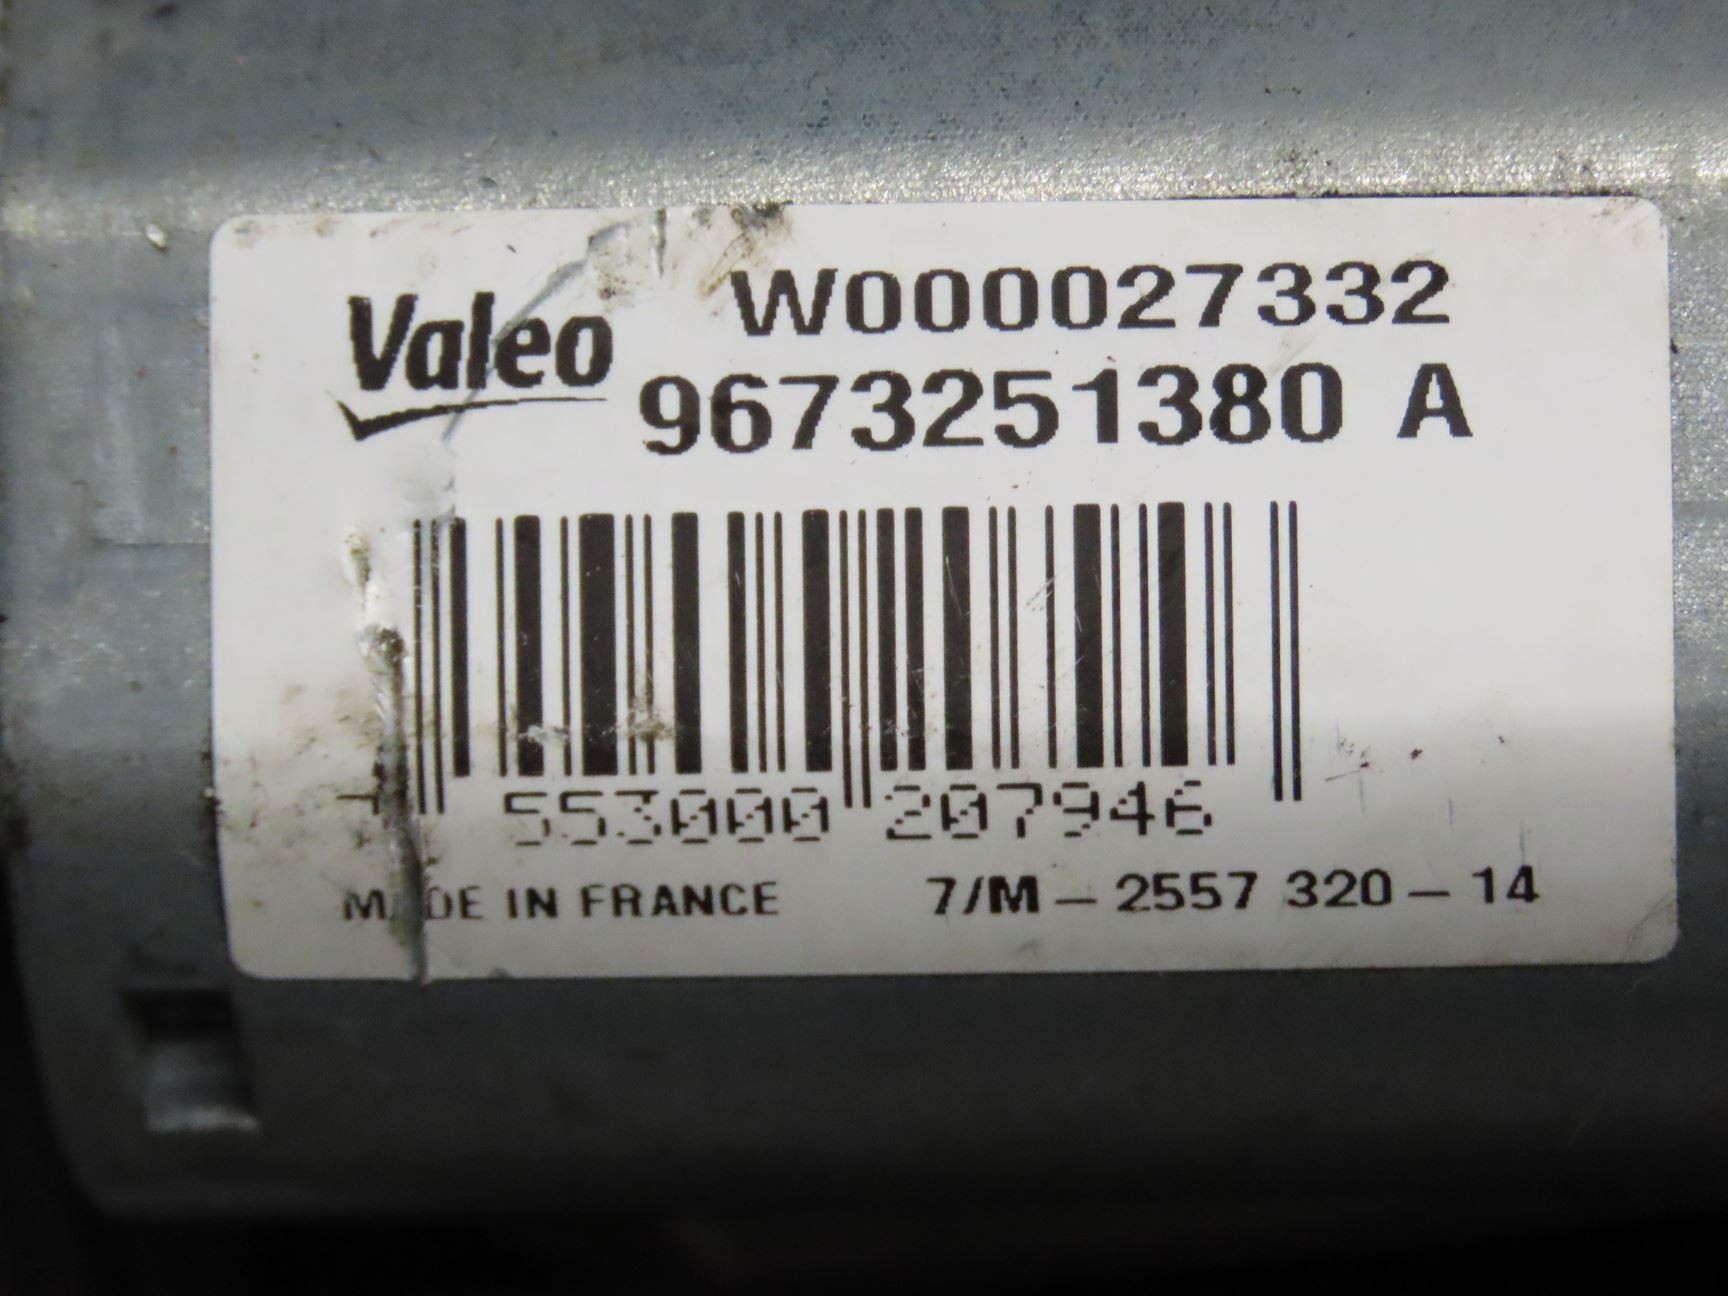 Valeo W000027332
9673251380 A
553000 207946
MADE IN FRANCE 7/M - 2557 320 - 14